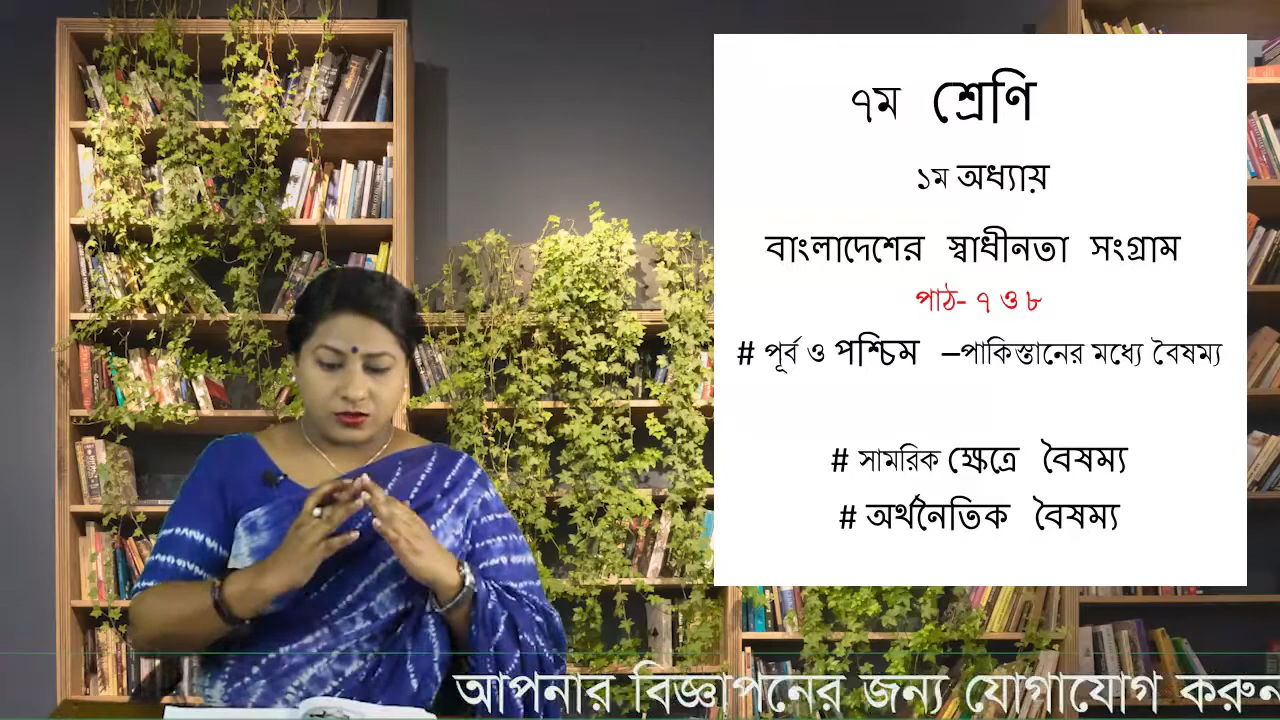 ৭ম শ্রেণি
১ম অধ্যায়
বাংলাদেশের স্বাধীনতা সংগ্রাম
পাঠ- ৭ ও ৮
# পূর্ব ও পশ্চিম –পাকিস্তানের মধ্যে বৈষম্য
# সামরিক ক্ষেত্রে বৈষম্য
# অর্থনৈতিক বৈষম্য
আপনার বিজ্ঞাপনের জন্য যোগাযোগ করুন